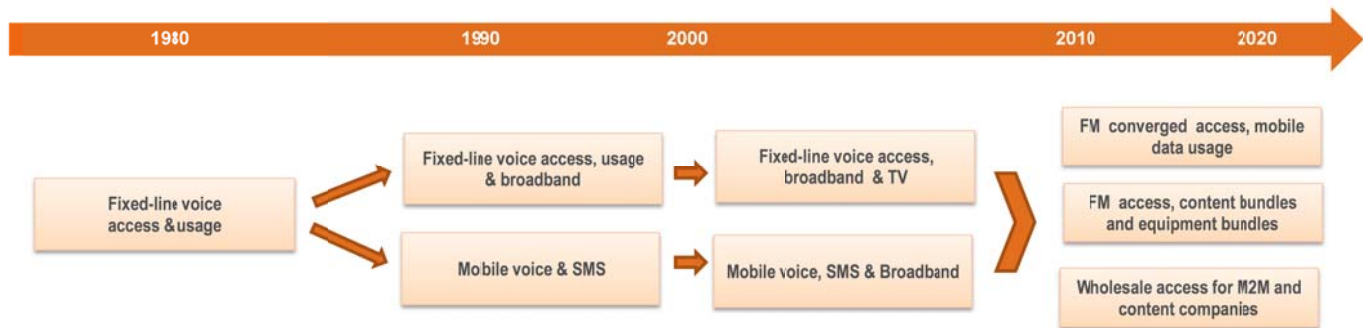 1980 1990 2000 2010 2020
Fixed-line voice
access & usage
Fixed-line voice access, usage
& broadband
Mobile voice & SMS
Fixed-line voice access,
broadband & TV
Mobile voice, SMS & Broadband
FM converged access, mobile
data usage
FM access, content bundles
and equipment bundles
Wholesale access for M2M and
content companies